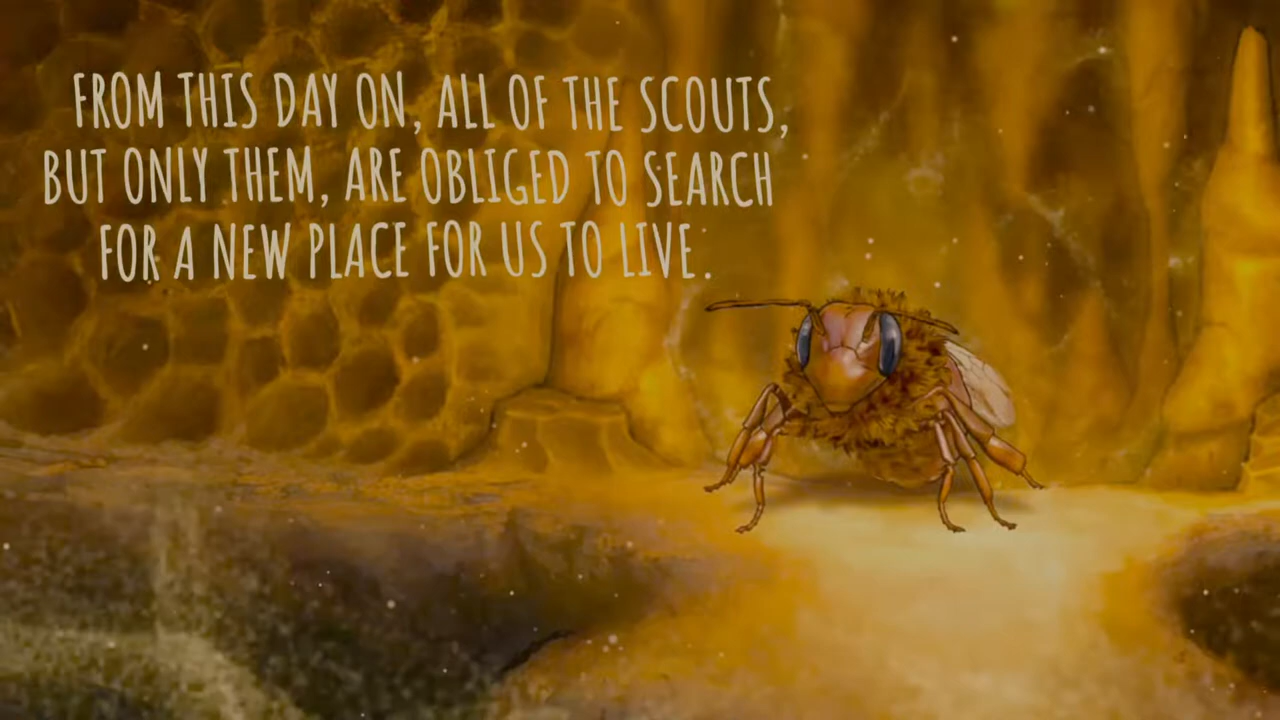 FROM THIS DAY ON, ALL OF THE SCOUTS,
BUT ONLY THEM, ARE OBLIGED TO SEARCH
FOR A NEW PLACE FOR US TO LIVE.